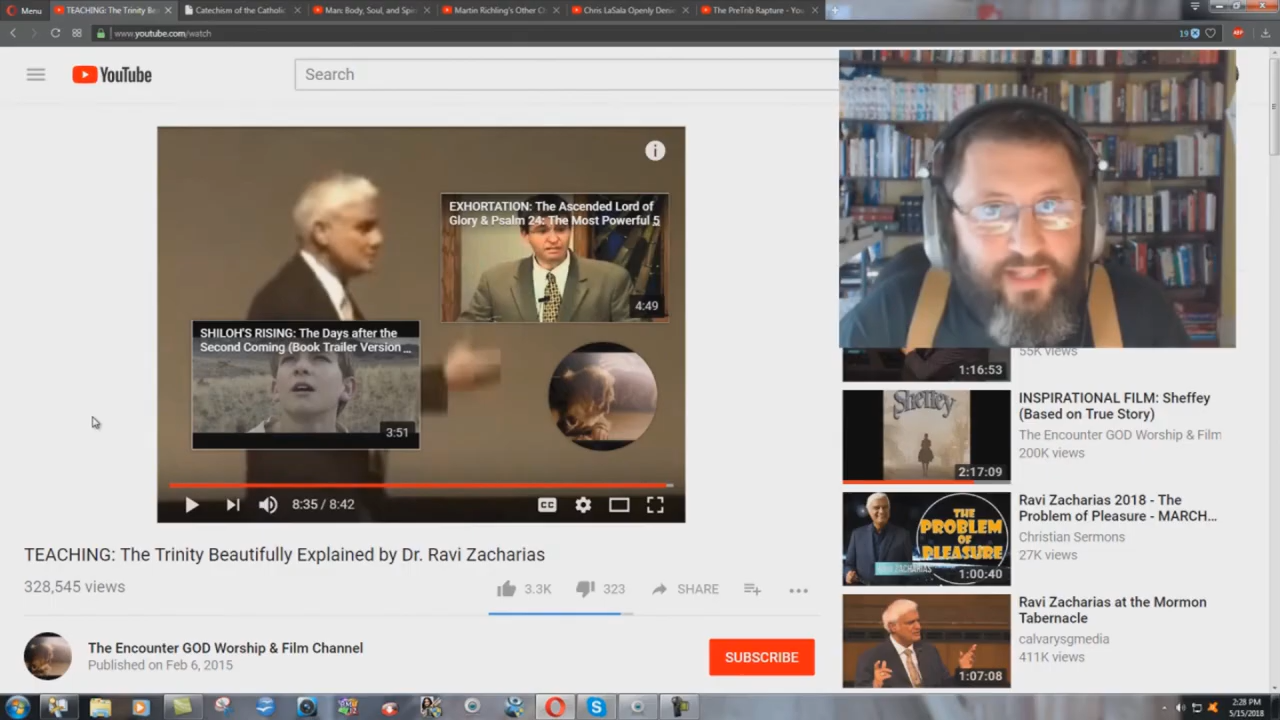 Menu
TEACHING: The Trinity Be
Catechism of the Catholic
Man: Body, Soul, and Spi
Martin Richling's Other C
Chris LaSala Openly Den
The PreTrib Rapture - You
www.youtube.com/watch
19
ABP
YouTube
Search
EXHORTATION: The Ascended Lord of
Glory & Psalm 24: The Most Powerful 5
4:49
SHILOH'S RISING: The Days after the
Second Coming (Book Trailer Version ...
3:51
8:35 / 8:42
CC
TEACHING: The Trinity Beautifully Explained by Dr. Ravi Zacharias
328,545 views
3.3K
323
SHARE
The Encounter GOD Worship & Film Channel
Published on Feb 6, 2015
SUBSCRIBE
55K views
1:16:53
Sheffey
2:17:09
INSPIRATIONAL FILM: Sheffey
(Based on True Story)
The Encounter GOD Worship & Film
200K views
THE
PROBLEM
OF
PLEASURE
RAVI ZACHARIAS
1:00:40
Ravi Zacharias 2018 - The
Problem of Pleasure - MARCH...
Christian Sermons
27K views
1:07:08
Ravi Zacharias at the Mormon
Tabernacle
calvarysgmedia
411K views
2:28 PM
5/15/2018